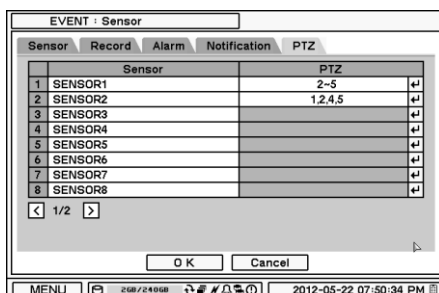 EVENT : Sensor
Sensor Record Alarm Notification PTZ
Sensor PTZ
1 SENSOR1 2~5
2 SENSOR2 1,2,4,5
3 SENSOR3
4 SENSOR4
5 SENSOR5
6 SENSOR6
7 SENSOR7
8 SENSOR8
< 1/2 >
OK Cancel
MENU 2GB/240GB 2012-05-22 07:50:34 PM